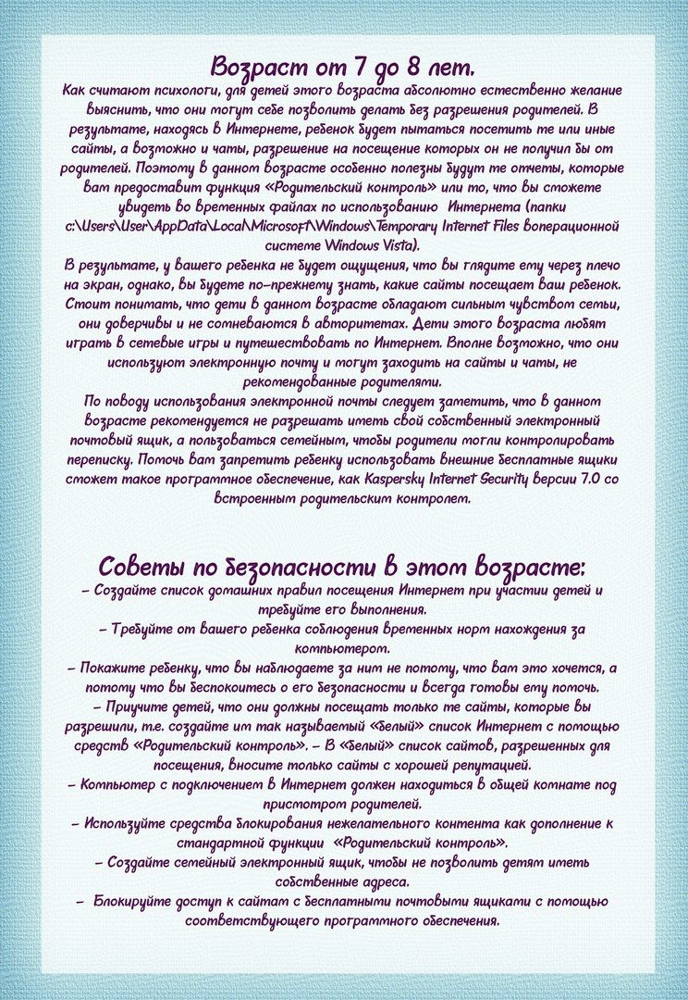 Возраст от 7 до 8 лет.
Как считают психологи, для детей этого возраста абсолютно естественно желание
выяснить, что они могут себе позволить делать без разрешения родителей. В
результате, находясь в Интернете, ребенок будет пытаться посетить те или иные
сайты, а возможно и чаты, разрешение на посещение которых он не получил бы от
родителей. Поэтому в данном возрасте особенно полезны будут те отчеты, которые
вам предоставит функция «Родительский контроль» или то, что вы сможете
увидеть во временных файлах по использованию Интернета (папки
c:\Users\User\AppData\Local\Microsoft\Windows\Temporary Internet Files воперационной
системе Windows Vista).
В результате, у вашего ребенка не будет ощущения, что вы глядите ему через плечо
на экран, однако, вы будете по-прежнему знать, какие сайты посещает ваш ребенок.
Стоит понимать, что дети в данном возрасте обладают сильным чувством семьи,
они доверчивы и не сомневаются в авторитетах. Дети этого возраста любят
играть в сетевые игры и путешествовать по Интернет. Вполне возможно, что они
используют электронную почту и могут заходить на сайты и чаты, не
рекомендованные родителями.
По поводу использования электронной почты следует заметить, что в данном
возрасте рекомендуется не разрешать иметь свой собственный электронный
почтовый ящик, а пользоваться семейным, чтобы родители могли контролировать
переписку. Помочь вам запретить ребенку использовать внешние бесплатные ящики
сможет такое программное обеспечение, как Kaspersky Internet Security версии 7.0 со
встроенным родительским контролем.
Советы по безопасности в этом возрасте:
– Создайте список домашних правил посещения Интернет при участии детей и
требуйте его выполнения.
– Требуйте от вашего ребенка соблюдения временных норм нахождения за
компьютером.
– Покажите ребенку, что вы наблюдаете за ним не потому, что вам это хочется, а
потому что вы беспокоитесь о его безопасности и всегда готовы ему помочь.
– Приучите детей, что они должны посещать только те сайты, которые вы
разрешили, т.е. создайте им так называемый «белый» список Интернет с помощью
средств «Родительский контроль». – В «белый» список сайтов, разрешенных для
посещения, вносите только сайты с хорошей репутацией.
– Компьютер с подключением в Интернет должен находиться в общей комнате под
присмотром родителей.
– Используйте средства блокирования нежелательного контента как дополнение к
стандартной функции «Родительский контроль».
– Создайте семейный электронный ящик, чтобы не позволить детям иметь
собственные адреса.
– Блокируйте доступ к сайтам с бесплатными почтовыми ящиками с помощью
соответствующего программного обеспечения.